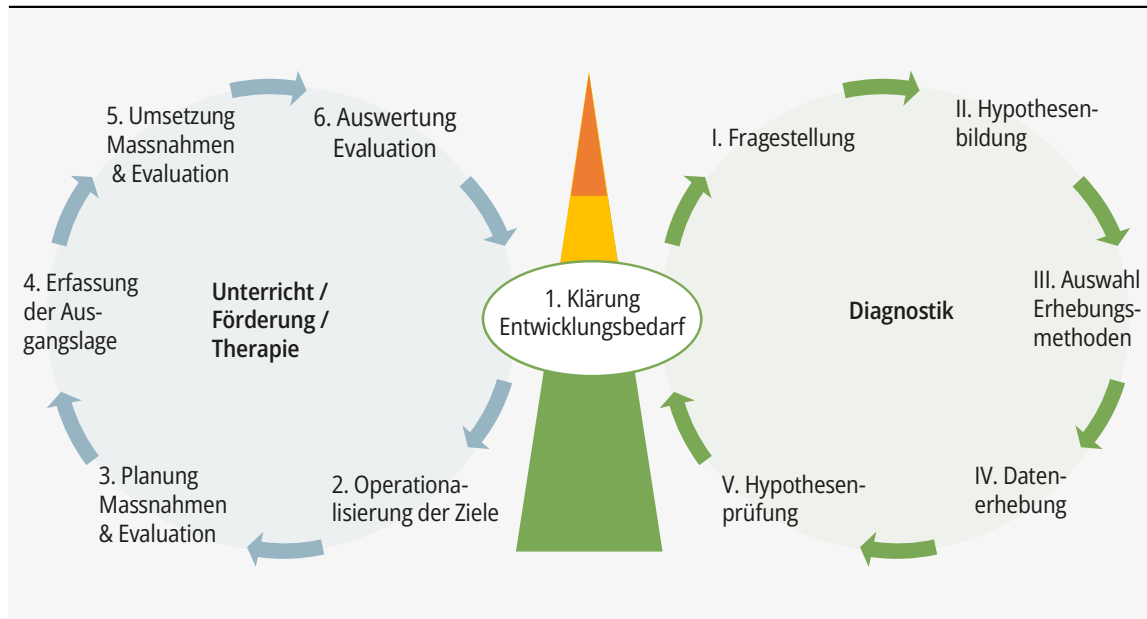 5. Umsetzung
Massnahmen
& Evaluation
6. Auswertung
Evaluation
4. Erfassung
der Aus-
gangslage
Unterricht /
Förderung /
Therapie
3. Planung
Massnahmen
& Evaluation
2. Operationa-
lisierung der Ziele
1. Klärung
Entwicklungsbedarf
I. Fragestellung
II. Hypothesen-
bildung
III. Auswahl
Erhebungs-
methoden
Diagnostik
IV. Daten-
erhebung
V. Hypothesen-
prüfung